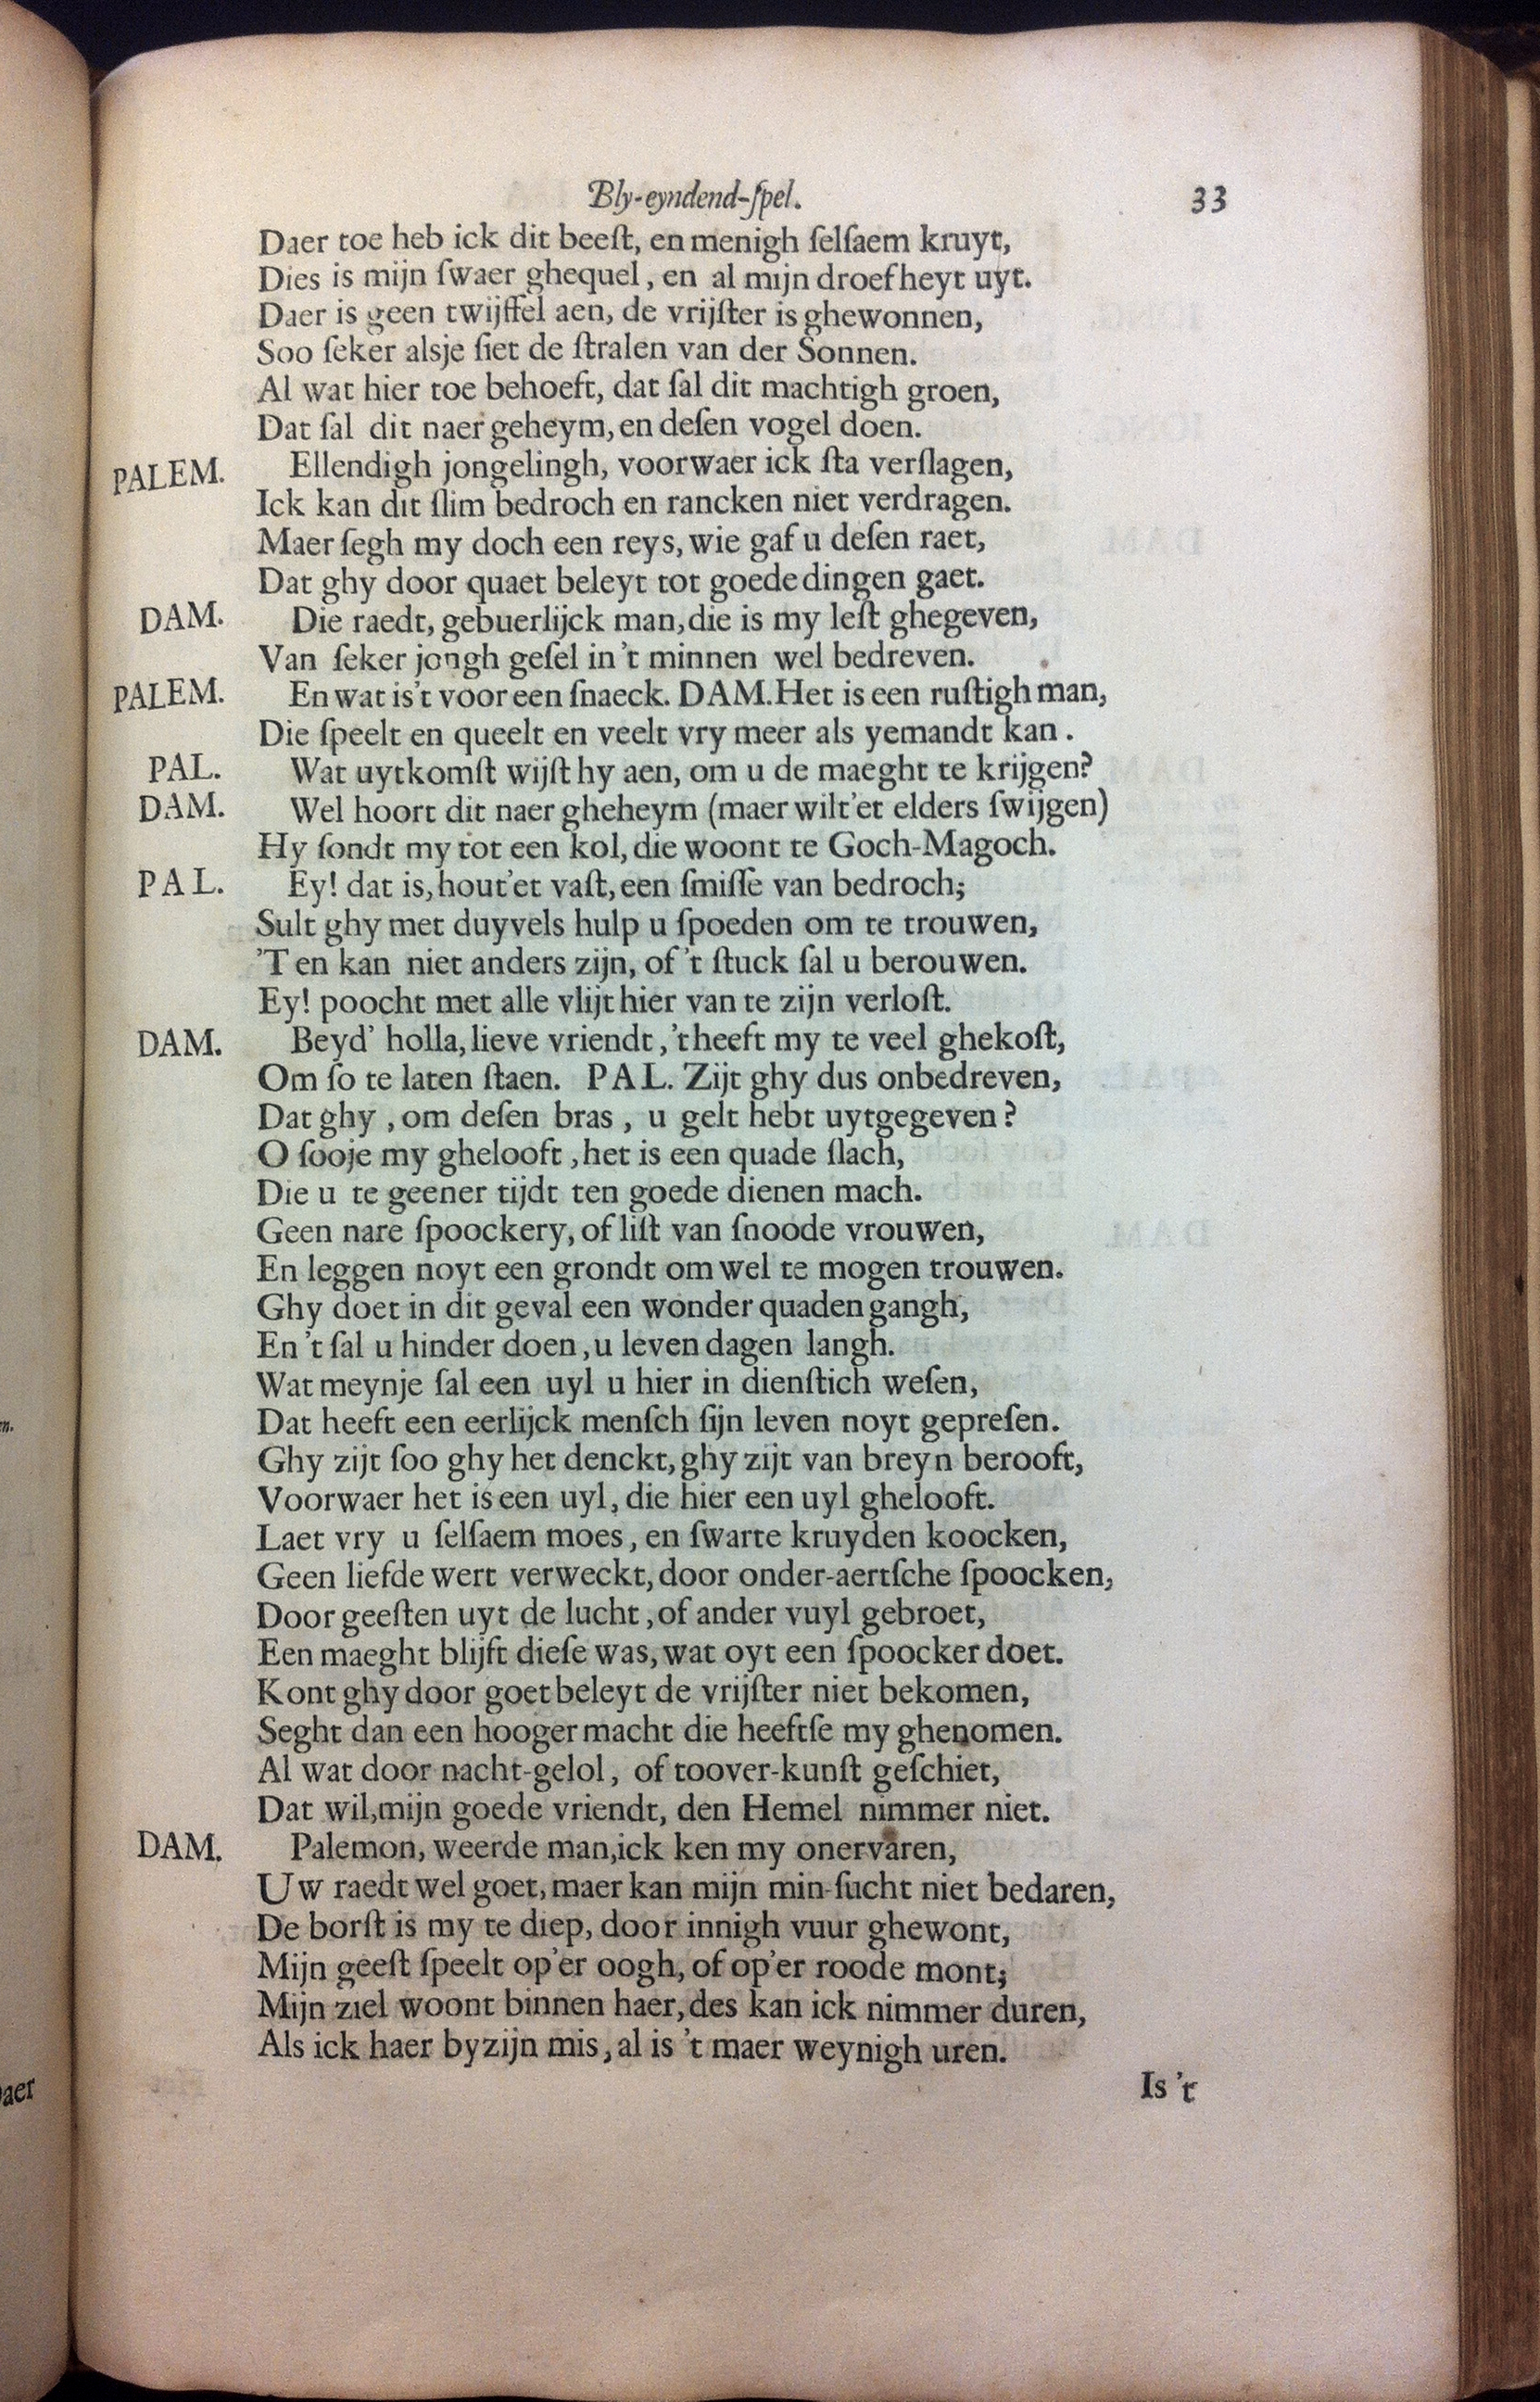 Bly-eyndend-ſpel. 33
Daer toe heb ick dit beeſt, en menigh ſelſaem kruyt,
Dies is mijn ſwaer ghequel, en al mijn droefheyt uyt.
Daer is geen twijffel aen, de vrijſter is ghewonnen,
Soo ſeker alsje ſiet de ſtralen van der Sonnen.
Al wat hier toe behoeft, dat ſal dit machtigh groen,
Dat ſal dit naer geheym, en deſen vogel doen.
PALEM. Ellendigh jongelingh, voorwaer ick ſta verſlagen,
Ick kan dit ſlim bedroch en rancken niet verdragen.
Maer ſegh my doch een reys, wie gaf u deſen raet,
Dat ghy door quaet beleyt tot goede dingen gaet.
DAM. Die raedt, gebuerlijck man, die is my leſt ghegeven,
Van ſeker jongh geſel in 't minnen wel bedreven.
PALEM. En wat is't voor een ſnaeck. DAM. Het is een ruſtigh man,
Die ſpeelt en queelt en veelt vry meer als yemandt kan.
PAL. Wat uytkomſt wijſt hy aen, om u de maeght te krijgen?
DAM. Wel hoort dit naer gheheym (maer wilt'et elders ſwijgen)
Hy ſondt my tot een kol, die woont te Goch-Magoch.
PAL. Ey! dat is, hout'et vaſt, een ſmiſſe van bedroch;
Sult ghy met duyvels hulp u ſpoeden om te trouwen,
'T en kan niet anders zijn, of 't ſtuck ſal u berouwen.
Ey! poocht met alle vlijt hier van te zijn verloſt.
DAM. Beyd' holla, lieve vriendt, 't heeft my te veel ghekoſt,
Om ſo te laten ſtaen. PAL. Zijt ghy dus onbedreven,
Dat ghy, om deſen bras, u gelt hebt uytgegeven?
O ſooje my ghelooft, het is een quade ſlach,
Die u te geener tijdt ten goede dienen mach.
Geen nare ſpoockery, of liſt van ſnoode vrouwen,
En leggen noyt een grondt om wel te mogen trouwen.
Ghy doet in dit geval een wonder quaden gangh,
En 't ſal u hinder doen, u leven dagen langh.
Wat meynje ſal een uyl u hier in dienſtich weſen,
Dat heeft een eerlijck menſch ſijn leven noyt gepreſen.
Ghy zijt ſoo ghy het denckt, ghy zijt van breyn berooft,
Voorwaer het is een uyl, die hier een uyl ghelooft.
Laet vry u ſelſaem moes, en ſwarte kruyden koocken,
Geen liefde wert verweckt, door onder-aertſche ſpoocken,
Door geeſten uyt de lucht, of ander vuyl gebroet,
Een maeght blijft dieſe was, wat oyt een ſpoocker doet.
Kont ghy door goet beleyt de vrijſter niet bekomen,
Seght dan een hooger macht die heeftſe my ghenomen.
Al wat door nacht-gelol, of toover-kunſt geſchiet,
Dat wil, mijn goede vriendt, den Hemel nimmer niet.
DAM. Palemon, weerde man, ick ken my onervaren,
Uw raedt wel goet, maer kan mijn min-ſucht niet bedaren,
De borſt is my te diep, door innigh vuur ghewont,
Mijn geeſt ſpeelt op'er oogh, of op'er roode mont;
Mijn ziel woont binnen haer, des kan ick nimmer duren,
Als ick haer byzijn mis, al is 't maer weynigh uren.
Is 't